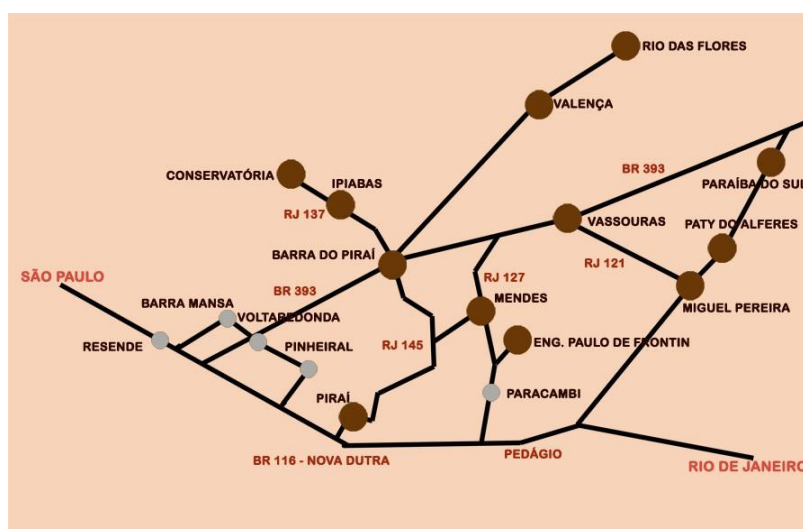 RIO DAS FLORES
VALENÇA
CONSERVATÓRIA
IPIABAS
BR 393
PARAÍBA DO SUL
RJ 137
VASSOURAS
PATY DO ALFERES
BARRA DO PIRAÍ
RJ 121
SÃO PAULO
BR 393
RJ 127
BARRA MANSA
MENDES
MIGUEL PEREIRA
VOLTAREDONDA
RESENDE
PINHEIRAL
RJ 145
ENG. PAULO DE FRONTIN
PIRAÍ
PARACAMBI
BR 116 - NOVA DUTRA
PEDÁGIO
RIO DE JANEIRO